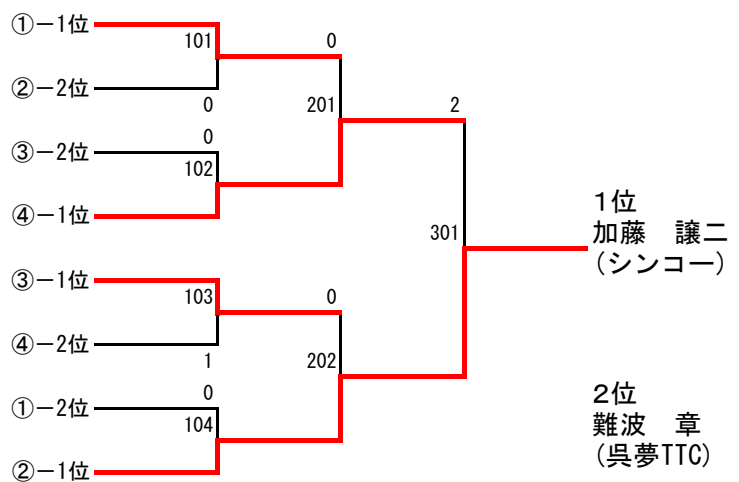 ①－1位
101
0
②－2位
0
201
2
0
③－2位
102
④－1位
1位
加藤　譲二
(シンコー)
301
③－1位
103
0
④－2位
1
202
0
①－2位
104
②－1位
2位
難波　章
(呉夢TTC)